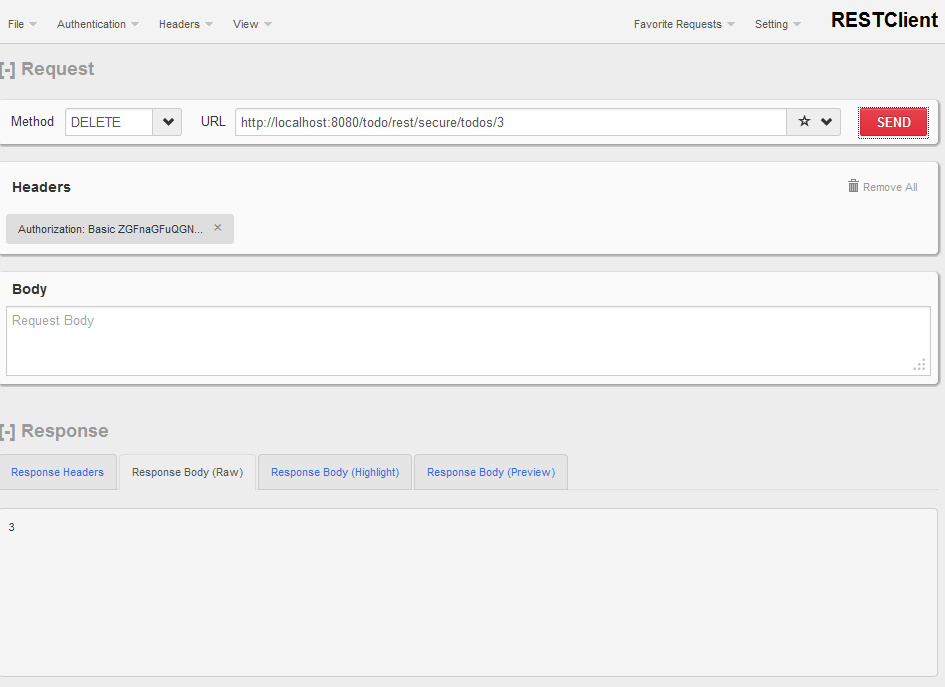 File Authentication Headers View Favorite Requests Setting RESTClient
[-] Request
Method DELETE URL http://localhost:8080/todo/rest/secure/todos/3 SEND
Headers Remove All
Authorization: Basic ZGFnaGFuQGN... ×
Body
Request Body
[-] Response
Response Headers Response Body (Raw) Response Body (Highlight) Response Body (Preview)
3